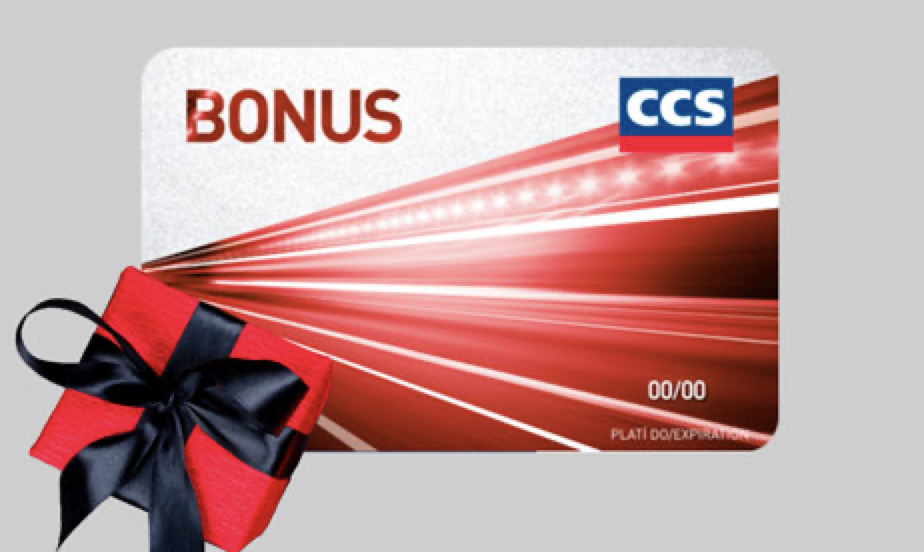 BONUS
CCS
00/00
PLATÍ DO/EXPIRATION